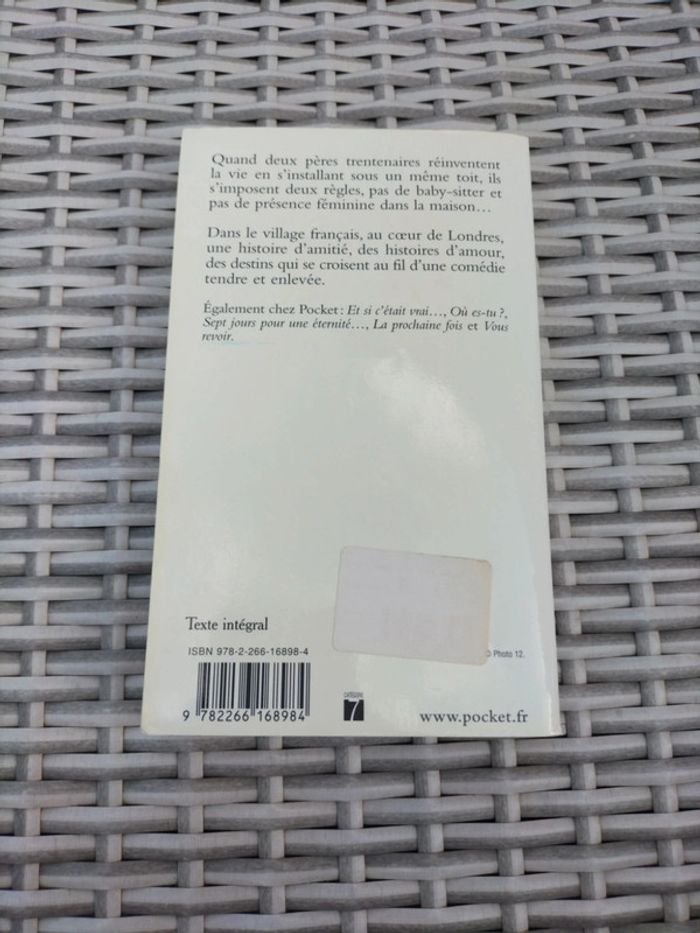 Quand deux pères trentenaires réinventent
la vie en s'installant sous un même toit, ils
s'imposent deux règles, pas de baby-sitter et
pas de présence féminine dans la maison…
Dans le village français, au cœur de Londres,
une histoire d'amitié, des histoires d'amour,
des destins qui se croisent au fil d'une comédie
tendre et enlevée.
Également chez Pocket : Et si c'était vrai…, Où es-tu ?,
Sept jours pour une éternité…, La prochaine fois et Vous
revoir.
Texte intégral
ISBN 978-2-266-16898-4
© Photo 12.
9 782266 168984
CATÉGORIE
7
www.pocket.fr